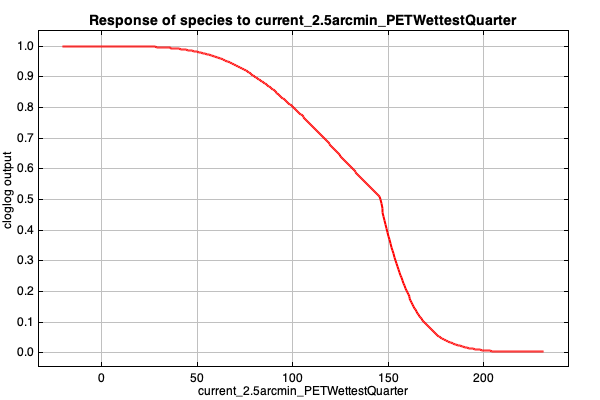 Response of species to current_2.5arcmin_PETWettestQuarter
cloglog output
1.0
0.9
0.8
0.7
0.6
0.5
0.4
0.3
0.2
0.1
0.0
0 50 100 150 200
current_2.5arcmin_PETWettestQuarter